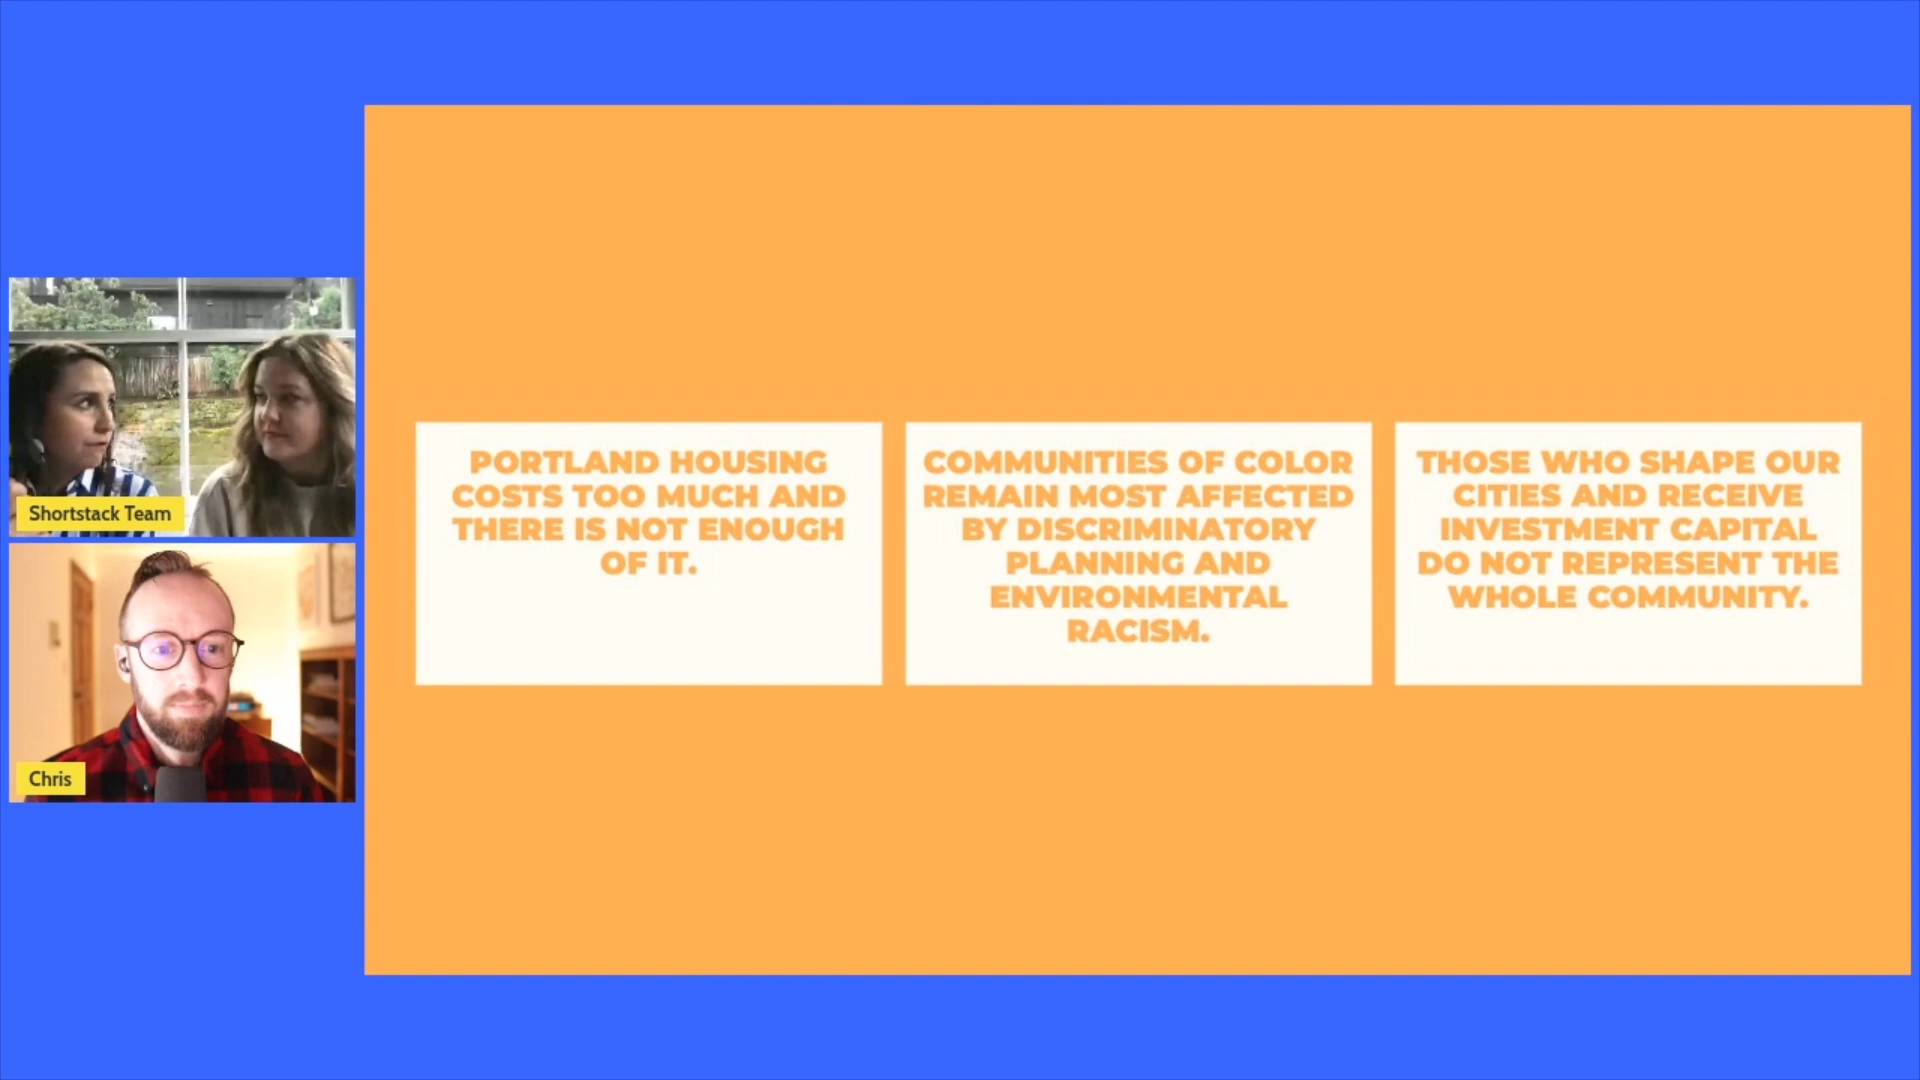 Shortstack Team
Chris
PORTLAND HOUSING
COSTS TOO MUCH AND
THERE IS NOT ENOUGH
OF IT.
COMMUNITIES OF COLOR
REMAIN MOST AFFECTED
BY DISCRIMINATORY
PLANNING AND
ENVIRONMENTAL
RACISM.
THOSE WHO SHAPE OUR
CITIES AND RECEIVE
INVESTMENT CAPITAL
DO NOT REPRESENT THE
WHOLE COMMUNITY.